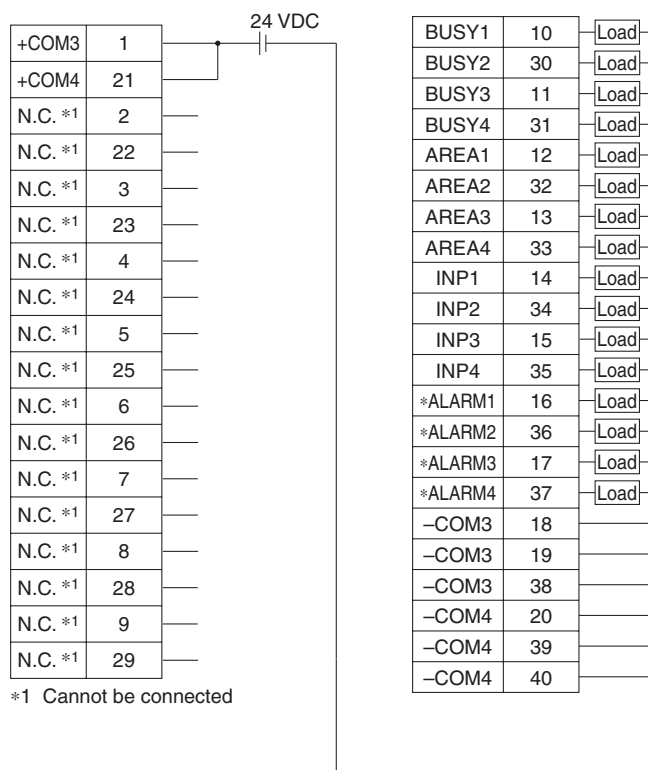 24 VDC
+COM3 1
+COM4 21
N.C. *1 2
N.C. *1 22
N.C. *1 3
N.C. *1 23
N.C. *1 4
N.C. *1 24
N.C. *1 5
N.C. *1 25
N.C. *1 6
N.C. *1 26
N.C. *1 7
N.C. *1 27
N.C. *1 8
N.C. *1 28
N.C. *1 9
N.C. *1 29
*1 Cannot be connected
BUSY1 10 Load
BUSY2 30 Load
BUSY3 11 Load
BUSY4 31 Load
AREA1 12 Load
AREA2 32 Load
AREA3 13 Load
AREA4 33 Load
INP1 14 Load
INP2 34 Load
INP3 15 Load
INP4 35 Load
*ALARM1 16 Load
*ALARM2 36 Load
*ALARM3 17 Load
*ALARM4 37 Load
–COM3 18
–COM3 19
–COM3 38
–COM4 20
–COM4 39
–COM4 40